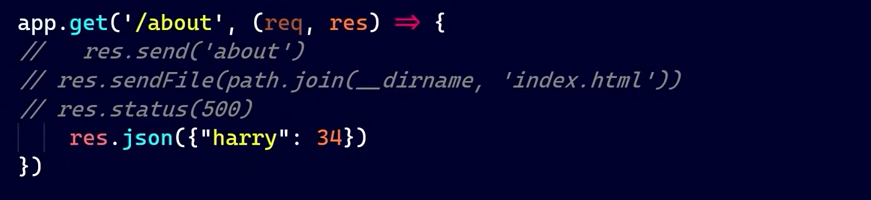 app.get('/about', (req, res) => {
//   res.send('about')
// res.sendFile(path.join(__dirname, 'index.html'))
// res.status(500)
    res.json({"harry": 34})
})